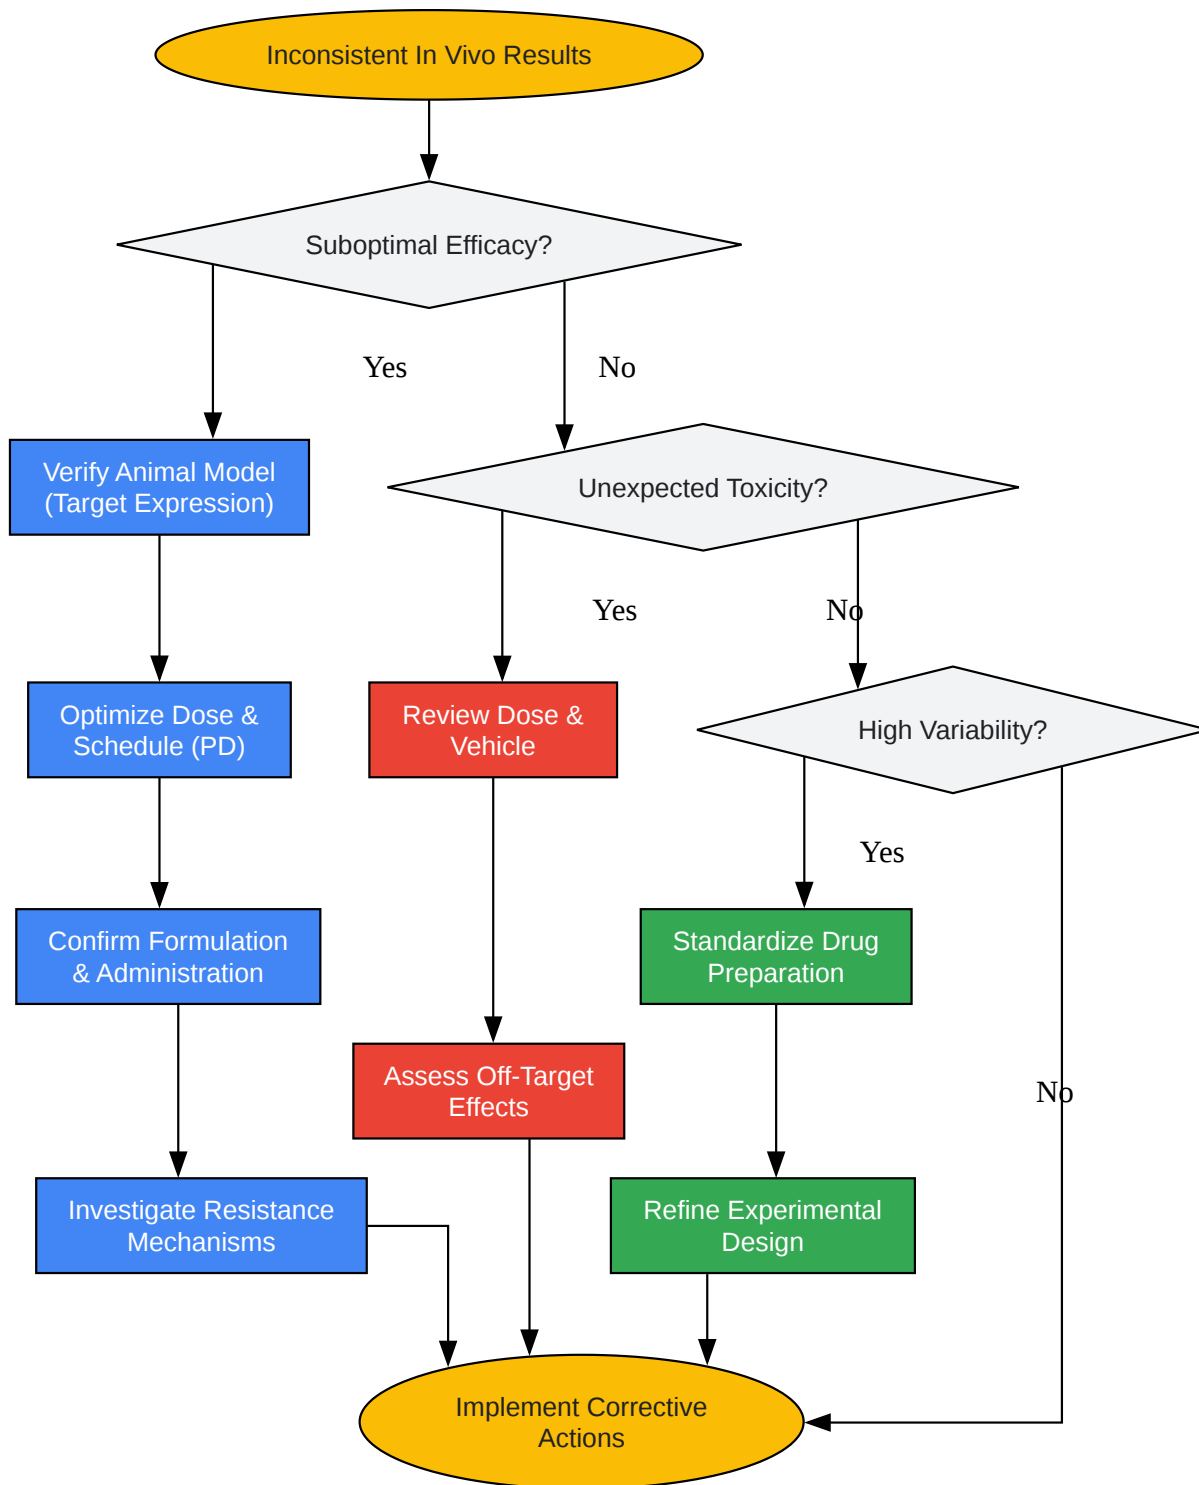 Inconsistent In Vivo Results
Suboptimal Efficacy?
Yes
No
Verify Animal Model
(Target Expression)
Unexpected Toxicity?
Yes
No
Optimize Dose &
Schedule (PD)
Review Dose &
Vehicle
High Variability?
Yes
Confirm Formulation
& Administration
Standardize Drug
Preparation
Assess Off-Target
Effects
No
Investigate Resistance
Mechanisms
Refine Experimental
Design
Implement Corrective
Actions